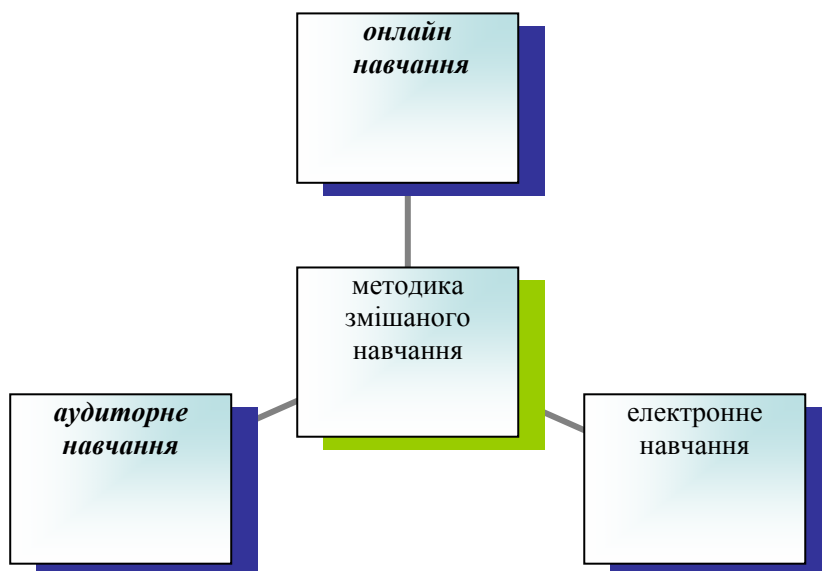 онлайн
навчання
методика
змішаного
навчання
аудиторне
навчання
електронне
навчання